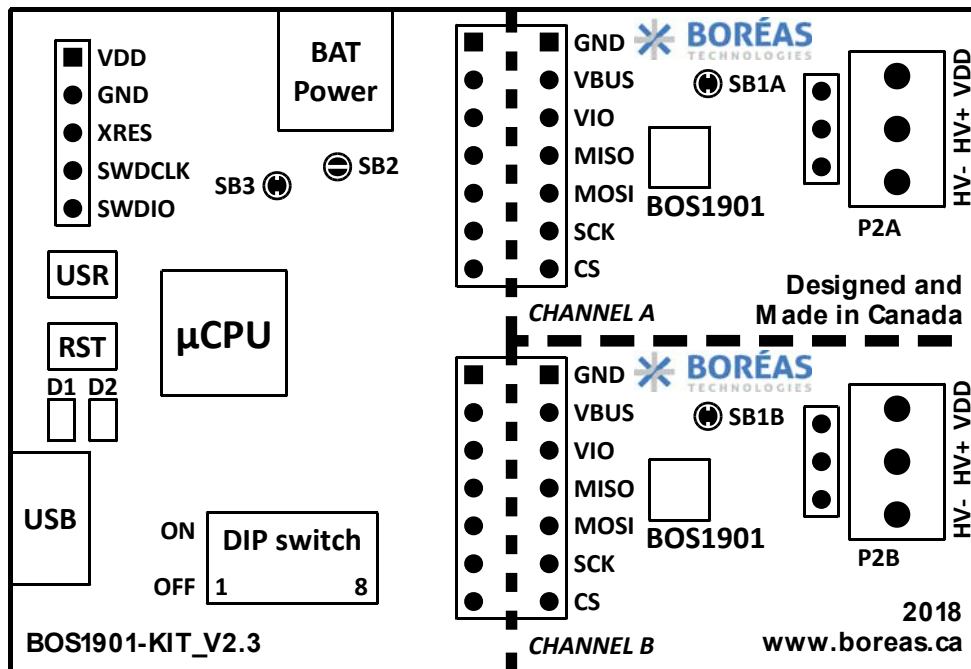 VDD
GND
XRES
SWDCLK
SWDIO
BAT
Power
SB3
SB2
USR
RST
D1 D2
µCPU
USB
ON
OFF
DIP switch
1 8
BOS1901-KIT_V2.3
GND
VBUS
VIO
MISO
MOSI
SCK
CS
CHANNEL A
BORÉAS
TECHNOLOGIES
SB1A
BOS1901
P2A
HV- HV+ VDD
Designed and
Made in Canada
GND
VBUS
VIO
MISO
MOSI
SCK
CS
CHANNEL B
BORÉAS
TECHNOLOGIES
SB1B
BOS1901
P2B
HV- HV+ VDD
2018
www.boreas.ca